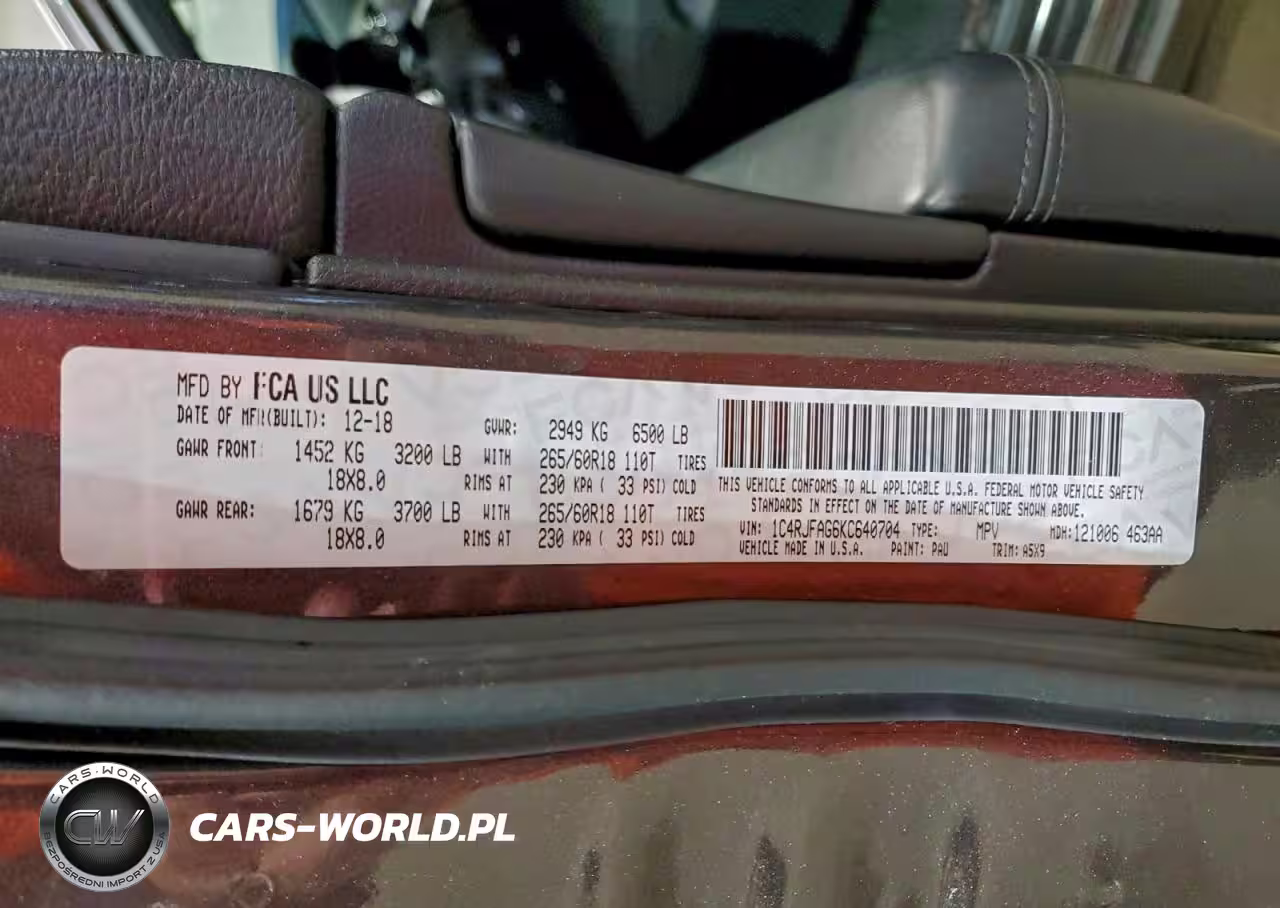 MFD BY FCA US LLC
DATE OF MFR(BUILT): 12-18 GVWR: 2949 KG 6500 LB
GAWR FRONT: 1452 KG 3200 LB WITH 265/60R18 110T TIRES
18X8.0 RIMS AT 230 KPA ( 33 PSI) COLD
GAWR REAR: 1679 KG 3700 LB WITH 265/60R18 110T TIRES
18X8.0 RIMS AT 230 KPA ( 33 PSI) COLD
THIS VEHICLE CONFORMS TO ALL APPLICABLE U.S.A. FEDERAL MOTOR VEHICLE SAFETY
STANDARDS IN EFFECT ON THE DATE OF MANUFACTURE SHOWN ABOVE.
VIN: 1C4RJFAG6KC640704 TYPE: MPV MDH:121006 463AA
VEHICLE MADE IN U.S.A. PAINT: PAU TRIM: A5X9
CARS-WORLD
CW
BEZPOŚREDNI IMPORT Z USA
CARS-WORLD.PL